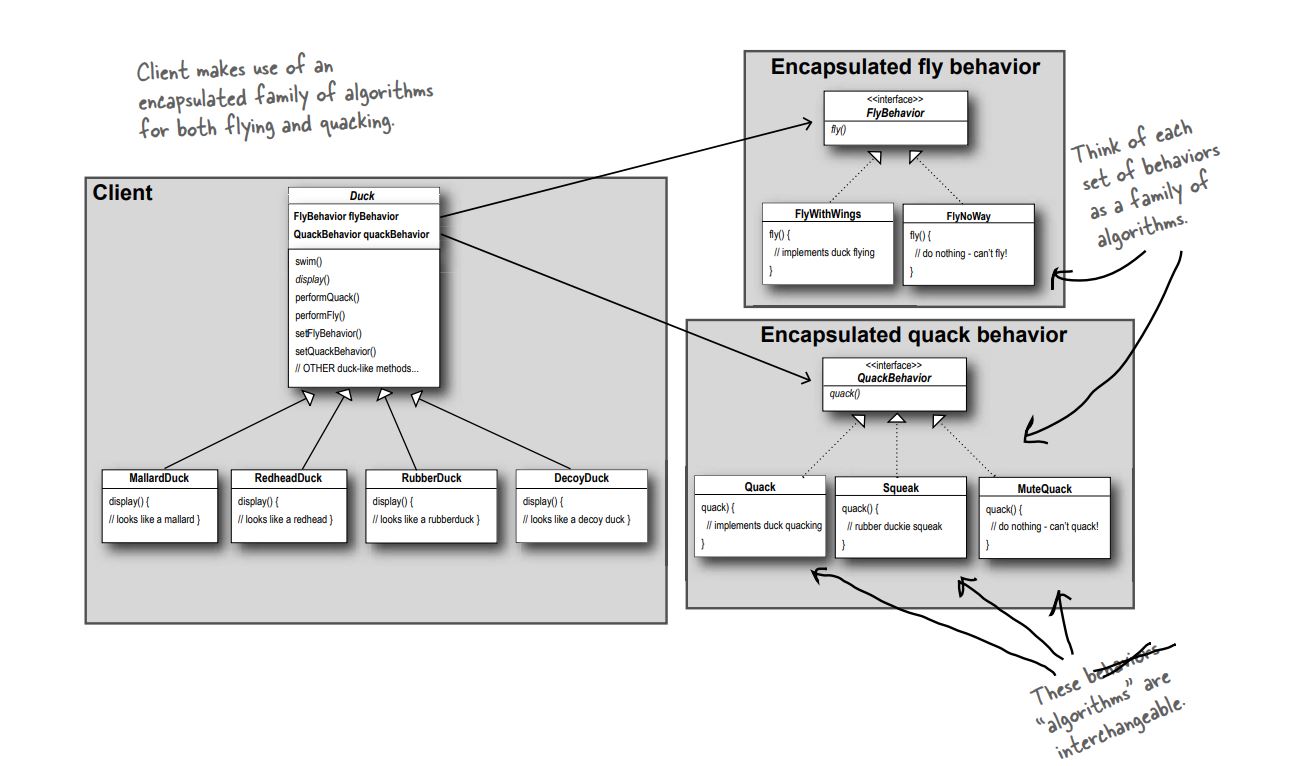 Client makes use of an
encapsulated family of algorithms
for both flying and quacking.
Client
Duck
FlyBehavior flyBehavior
QuackBehavior quackBehavior
swim()
display()
performQuack()
performFly()
setFlyBehavior()
setQuackBehavior()
// OTHER duck-like methods...
MallardDuck
display() {
// looks like a mallard }
RedheadDuck
display() {
// looks like a redhead }
RubberDuck
display() {
// looks like a rubberduck }
DecoyDuck
display() {
// looks like a decoy duck }
Encapsulated fly behavior
<<interface>>
FlyBehavior
fly()
FlyWithWings
fly() {
// implements duck flying
}
FlyNoWay
fly() {
// do nothing - can't fly!
}
Think of each
set of behaviors
as a family of
algorithms.
Encapsulated quack behavior
<<interface>>
QuackBehavior
quack()
Quack
quack) {
// implements duck quacking
}
Squeak
quack() {
// rubber duckie squeak
}
MuteQuack
quack() {
// do nothing - can't quack!
}
These behaviors
“algorithms” are
interchangeable.